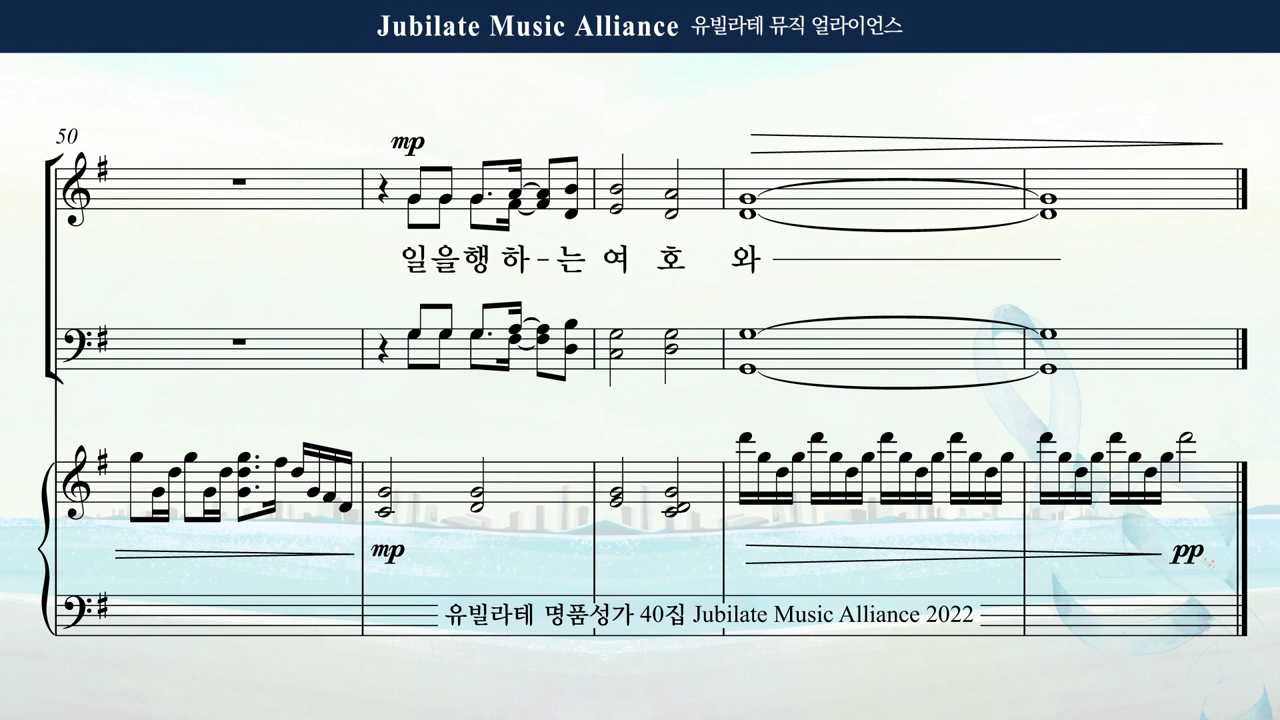 Jubilate Music Alliance 유빌라테 뮤직 얼라이언스
50
mp
일을행 하 - 는 여 호 와
mp
pp
유빌라테 명품성가 40집 Jubilate Music Alliance 2022